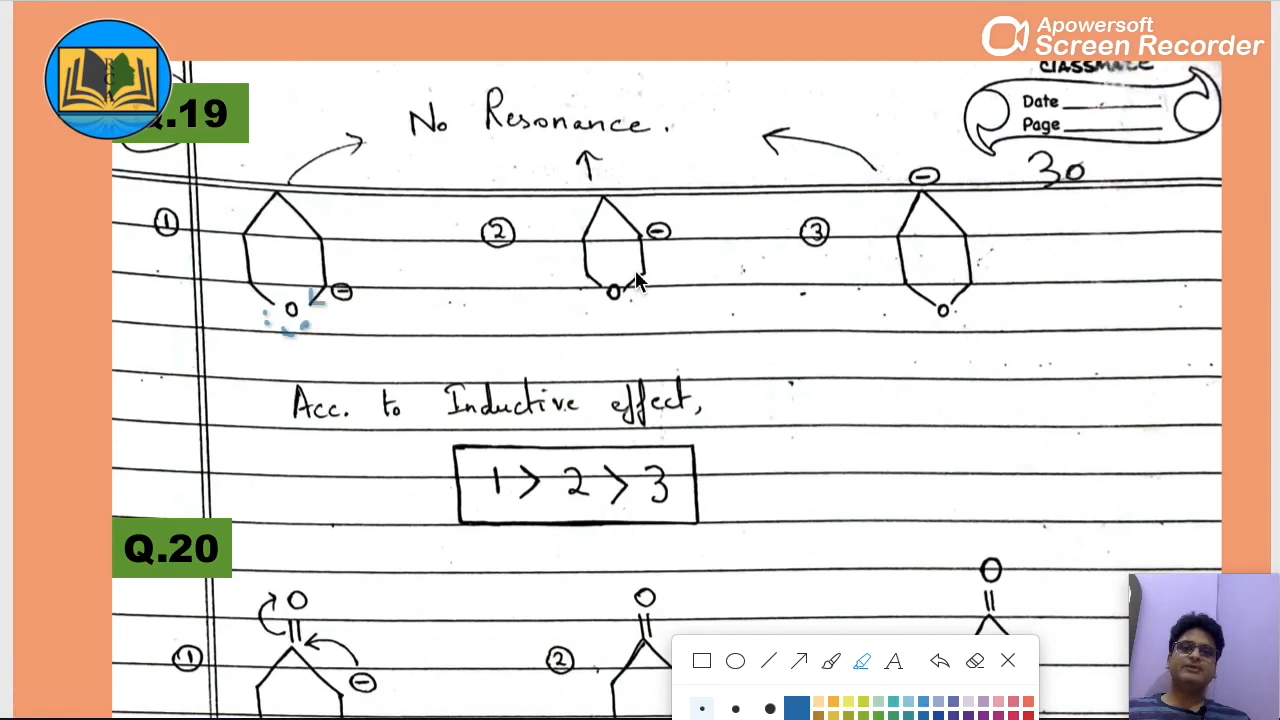 Apowersoft
Screen Recorder
CLASSMATE
Date
Page
30
Q.19
No Resonance.
① ② ③
⊖ ⊖ ⊖
O O O
Acc. to Inductive effect,
1 > 2 > 3
Q.20
O O O
① ②
⊖
A